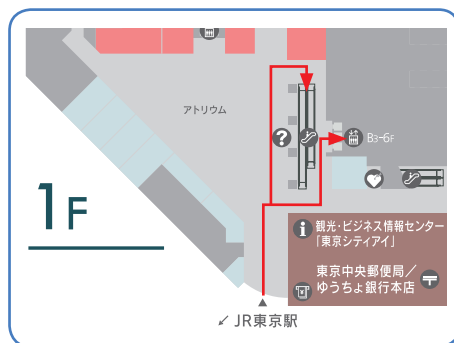 アトリウム
?
B3-6F
1F
i 観光・ビジネス情報センター
「東京シティアイ」
東京中央郵便局/
ゆうちょ銀行本店 〒
↙ JR東京駅